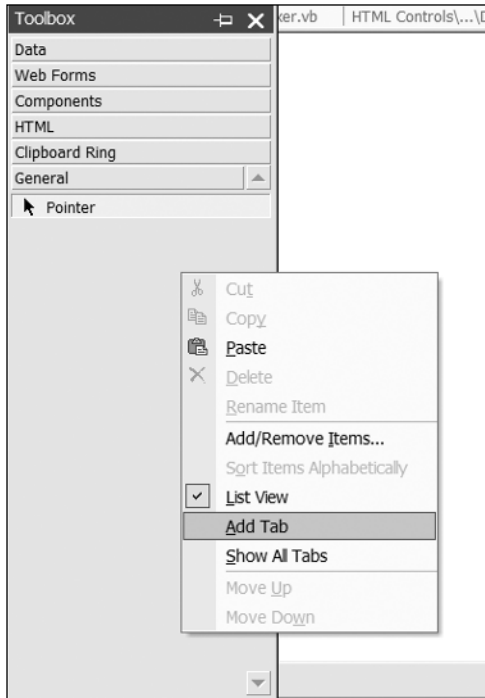 Toolbox
ker.vb HTML Controls\...\D
Data
Web Forms
Components
HTML
Clipboard Ring
General
Pointer
Cut
Copy
Paste
Delete
Rename Item
Add/Remove Items...
Sort Items Alphabetically
List View
Add Tab
Show All Tabs
Move Up
Move Down